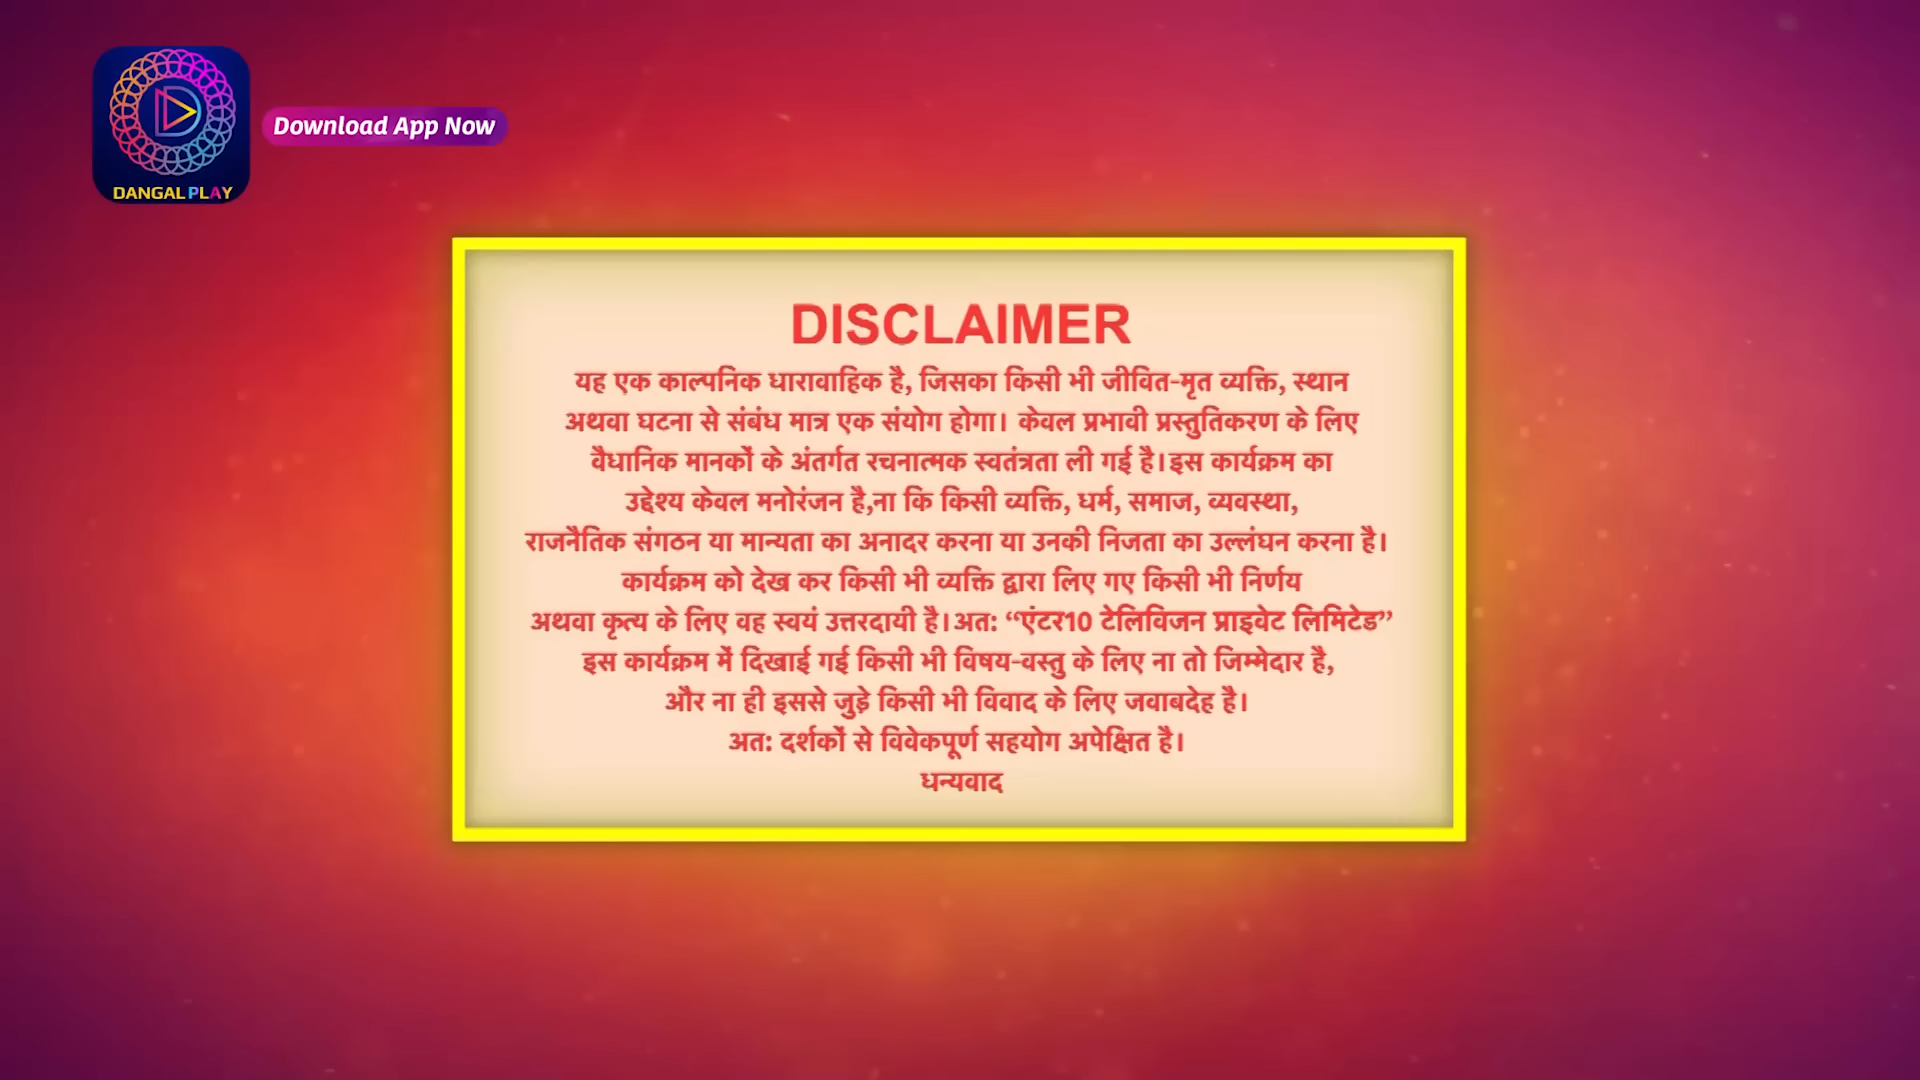 DANGAL PLAY
Download App Now
DISCLAIMER
यह एक काल्पनिक धारावाहिक है, जिसका किसी भी जीवित-मृत व्यक्ति, स्थान
अथवा घटना से संबंध मात्र एक संयोग होगा। केवल प्रभावी प्रस्तुतिकरण के लिए
वैधानिक मानकों के अंतर्गत रचनात्मक स्वतंत्रता ली गई है।इस कार्यक्रम का
उद्देश्य केवल मनोरंजन है,ना कि किसी व्यक्ति, धर्म, समाज, व्यवस्था,
राजनैतिक संगठन या मान्यता का अनादर करना या उनकी निजता का उल्लंघन करना है।
कार्यक्रम को देख कर किसी भी व्यक्ति द्वारा लिए गए किसी भी निर्णय
अथवा कृत्य के लिए वह स्वयं उत्तरदायी है।अत: “एंटर10 टेलिविजन प्राइवेट लिमिटेड”
इस कार्यक्रम में दिखाई गई किसी भी विषय-वस्तु के लिए ना तो जिम्मेदार है,
और ना ही इससे जुड़े किसी भी विवाद के लिए जवाबदेह है।
अत: दर्शकों से विवेकपूर्ण सहयोग अपेक्षित है।
धन्यवाद